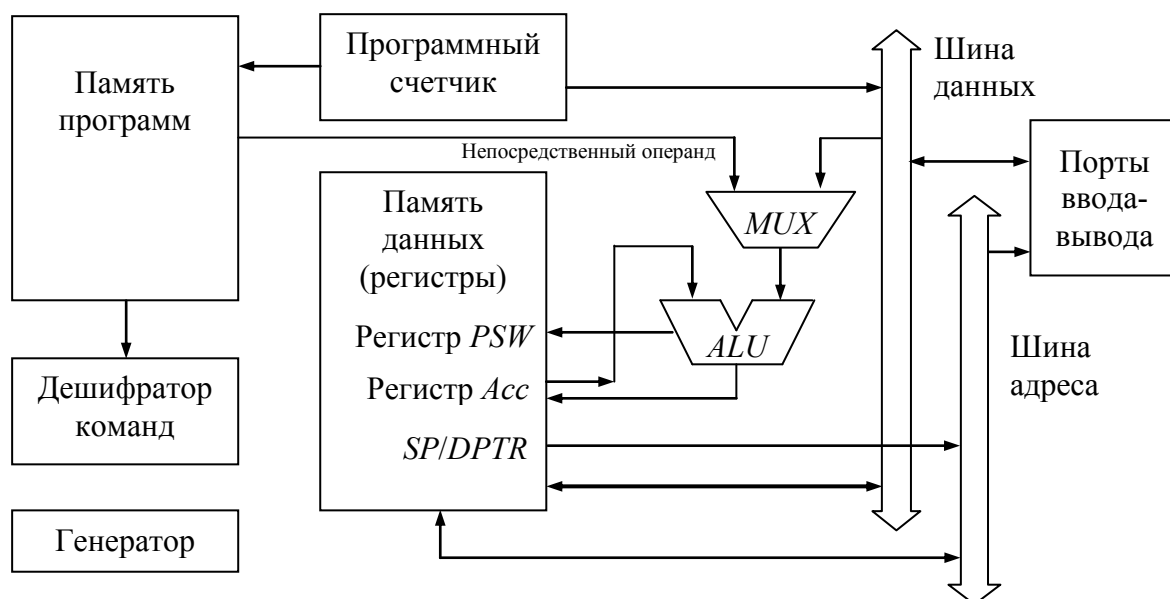 Память
программ
Программный
счетчик
Шина
данных
Непосредственный операнд
Порты
ввода-
вывода
MUX
Память
данных
(регистры)
Регистр PSW
ALU
Регистр Acc
SP/DPTR
Шина
адреса
Дешифратор
команд
Генератор